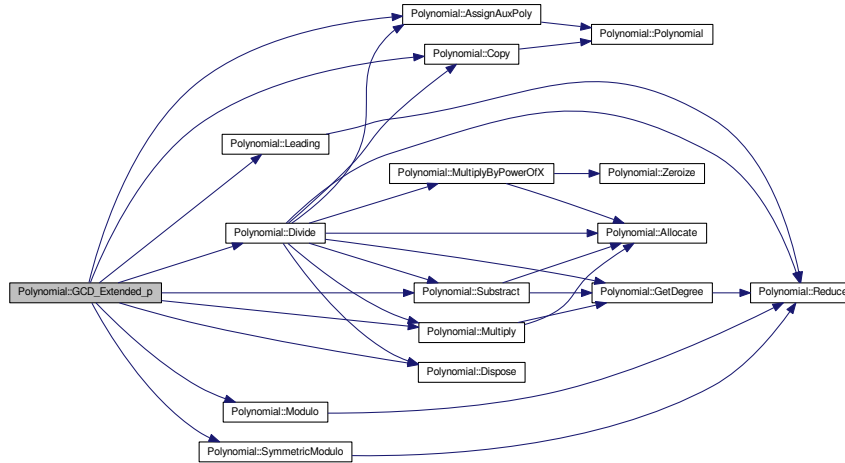 Polynomial::AssignAuxPoly
Polynomial::Polynomial
Polynomial::Copy
Polynomial::Leading
Polynomial::MultiplyByPowerOfX
Polynomial::Zeroize
Polynomial::Divide
Polynomial::Allocate
Polynomial::GCD_Extended_p
Polynomial::Substract
Polynomial::GetDegree
Polynomial::Reduce
Polynomial::Multiply
Polynomial::Dispose
Polynomial::Modulo
Polynomial::SymmetricModulo